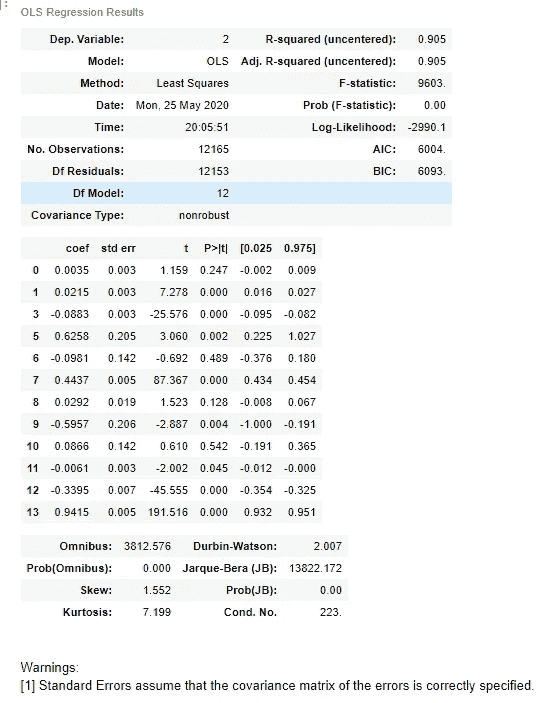 OLS Regression Results
Dep. Variable: 2 R-squared (uncentered): 0.905
Model: OLS Adj. R-squared (uncentered): 0.905
Method: Least Squares F-statistic: 9603.
Date: Mon, 25 May 2020 Prob (F-statistic): 0.00
Time: 20:05:51 Log-Likelihood: -2990.1
No. Observations: 12165 AIC: 6004.
Df Residuals: 12153 BIC: 6093.
Df Model: 12
Covariance Type: nonrobust
coef std err t P>|t| [0.025 0.975]
0 0.0035 0.003 1.159 0.247 -0.002 0.009
1 0.0215 0.003 7.278 0.000 0.016 0.027
3 -0.0883 0.003 -25.576 0.000 -0.095 -0.082
5 0.6258 0.205 3.060 0.002 0.225 1.027
6 -0.0981 0.142 -0.692 0.489 -0.376 0.180
7 0.4437 0.005 87.367 0.000 0.434 0.454
8 0.0292 0.019 1.523 0.128 -0.008 0.067
9 -0.5957 0.206 -2.887 0.004 -1.000 -0.191
10 0.0866 0.142 0.610 0.542 -0.191 0.365
11 -0.0061 0.003 -2.002 0.045 -0.012 -0.000
12 -0.3395 0.007 -45.555 0.000 -0.354 -0.325
13 0.9415 0.005 191.516 0.000 0.932 0.951
Omnibus: 3812.576 Durbin-Watson: 2.007
Prob(Omnibus): 0.000 Jarque-Bera (JB): 13822.172
Skew: 1.552 Prob(JB): 0.00
Kurtosis: 7.199 Cond. No. 223.
Warnings:
[1] Standard Errors assume that the covariance matrix of the errors is correctly specified.